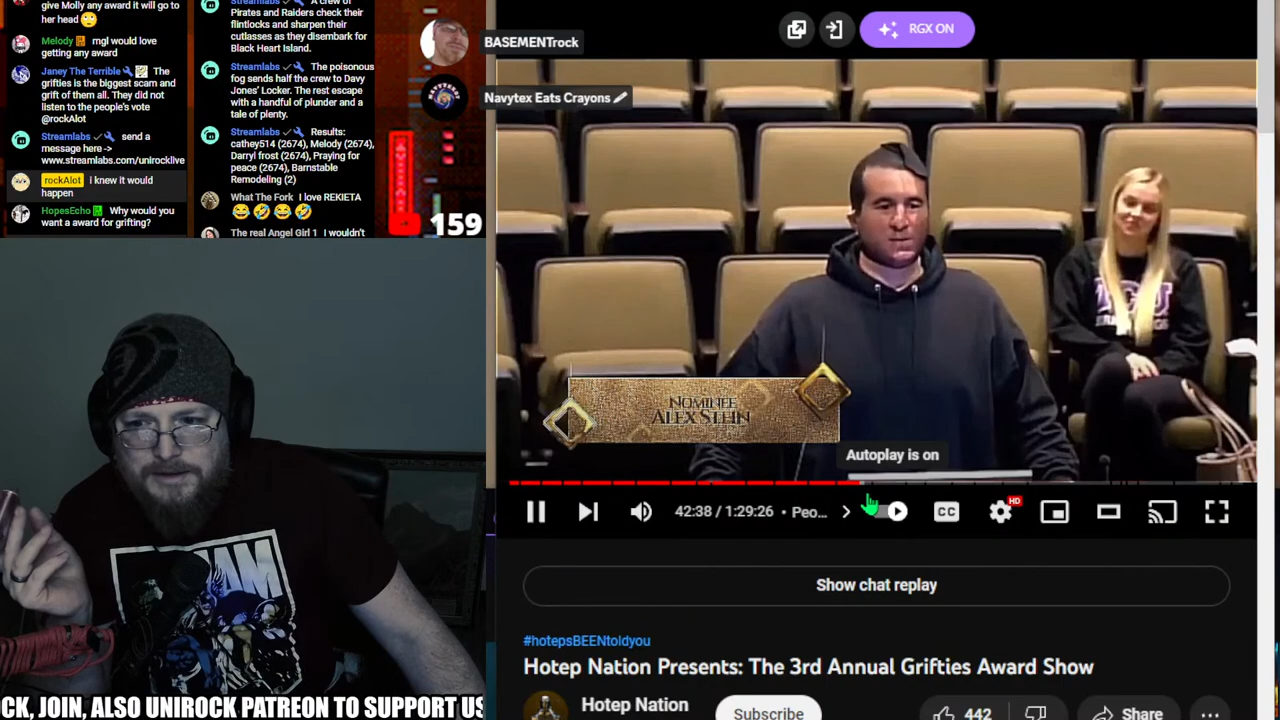 give Molly any award it will go to
her head
Melody mgl would love
getting any award
Janey The Terrible The
grifties is the biggest scam and
grift of them all. They did not
listen to the people's vote
@rockAlot
Streamlabs send a
message here ->
www.streamlabs.com/unirocklive
rockAlot i knew it would
happen
HopesEcho Why would you
want a award for grifting?
Streamlabs A crew of
Pirates and Raiders check their
flintlocks and sharpen their
cutlasses as they disembark for
Black Heart Island.
Streamlabs The poisonous
fog sends half the crew to Davy
Jones' Locker. The rest escape
with a handful of plunder and a
tale of plenty.
Streamlabs Results:
cathey514 (2674), Melody (2674),
Darryl frost (2674), Praying for
peace (2674), Barnstable
Remodeling (2)
What The Fork I love REKIETA
The real Angel Girl 1 I wouldn't
159
BASEMENTrock
Navytex Eats Crayons
RGX ON
NOMINEE
ALEX STEIN
Autoplay is on
42:38 / 1:29:26 • Peo...
CC
HD
Show chat replay
#hotepsBEENtoldyou
Hotep Nation Presents: The 3rd Annual Grifties Award Show
Hotep Nation
Subscribe
442
Share
CK, JOIN, ALSO UNIROCK PATREON TO SUPPORT US